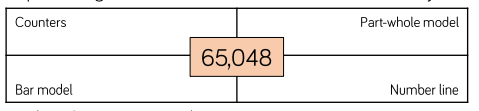 Counters
Part-whole model
65,048
Bar model
Number line